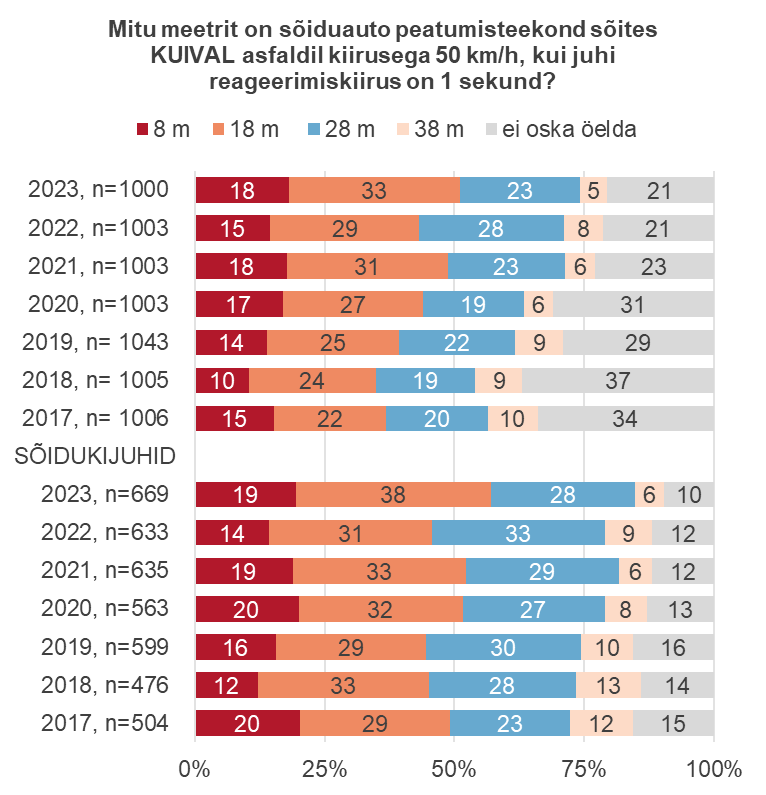 Mitu meetrit on sõiduauto peatumisteekond sõites
KUIVAL asfaldil kiirusega 50 km/h, kui juhi
reageerimiskiirus on 1 sekund?
8 m 18 m 28 m 38 m ei oska öelda
2023, n=1000 18 33 23 5 21
2022, n=1003 15 29 28 8 21
2021, n=1003 18 31 23 6 23
2020, n=1003 17 27 19 6 31
2019, n= 1043 14 25 22 9 29
2018, n= 1005 10 24 19 9 37
2017, n= 1006 15 22 20 10 34
SÕIDUKIJUHID
2023, n=669 19 38 28 6 10
2022, n=633 14 31 33 9 12
2021, n=635 19 33 29 6 12
2020, n=563 20 32 27 8 13
2019, n=599 16 29 30 10 16
2018, n=476 12 33 28 13 14
2017, n=504 20 29 23 12 15
0% 25% 50% 75% 100%